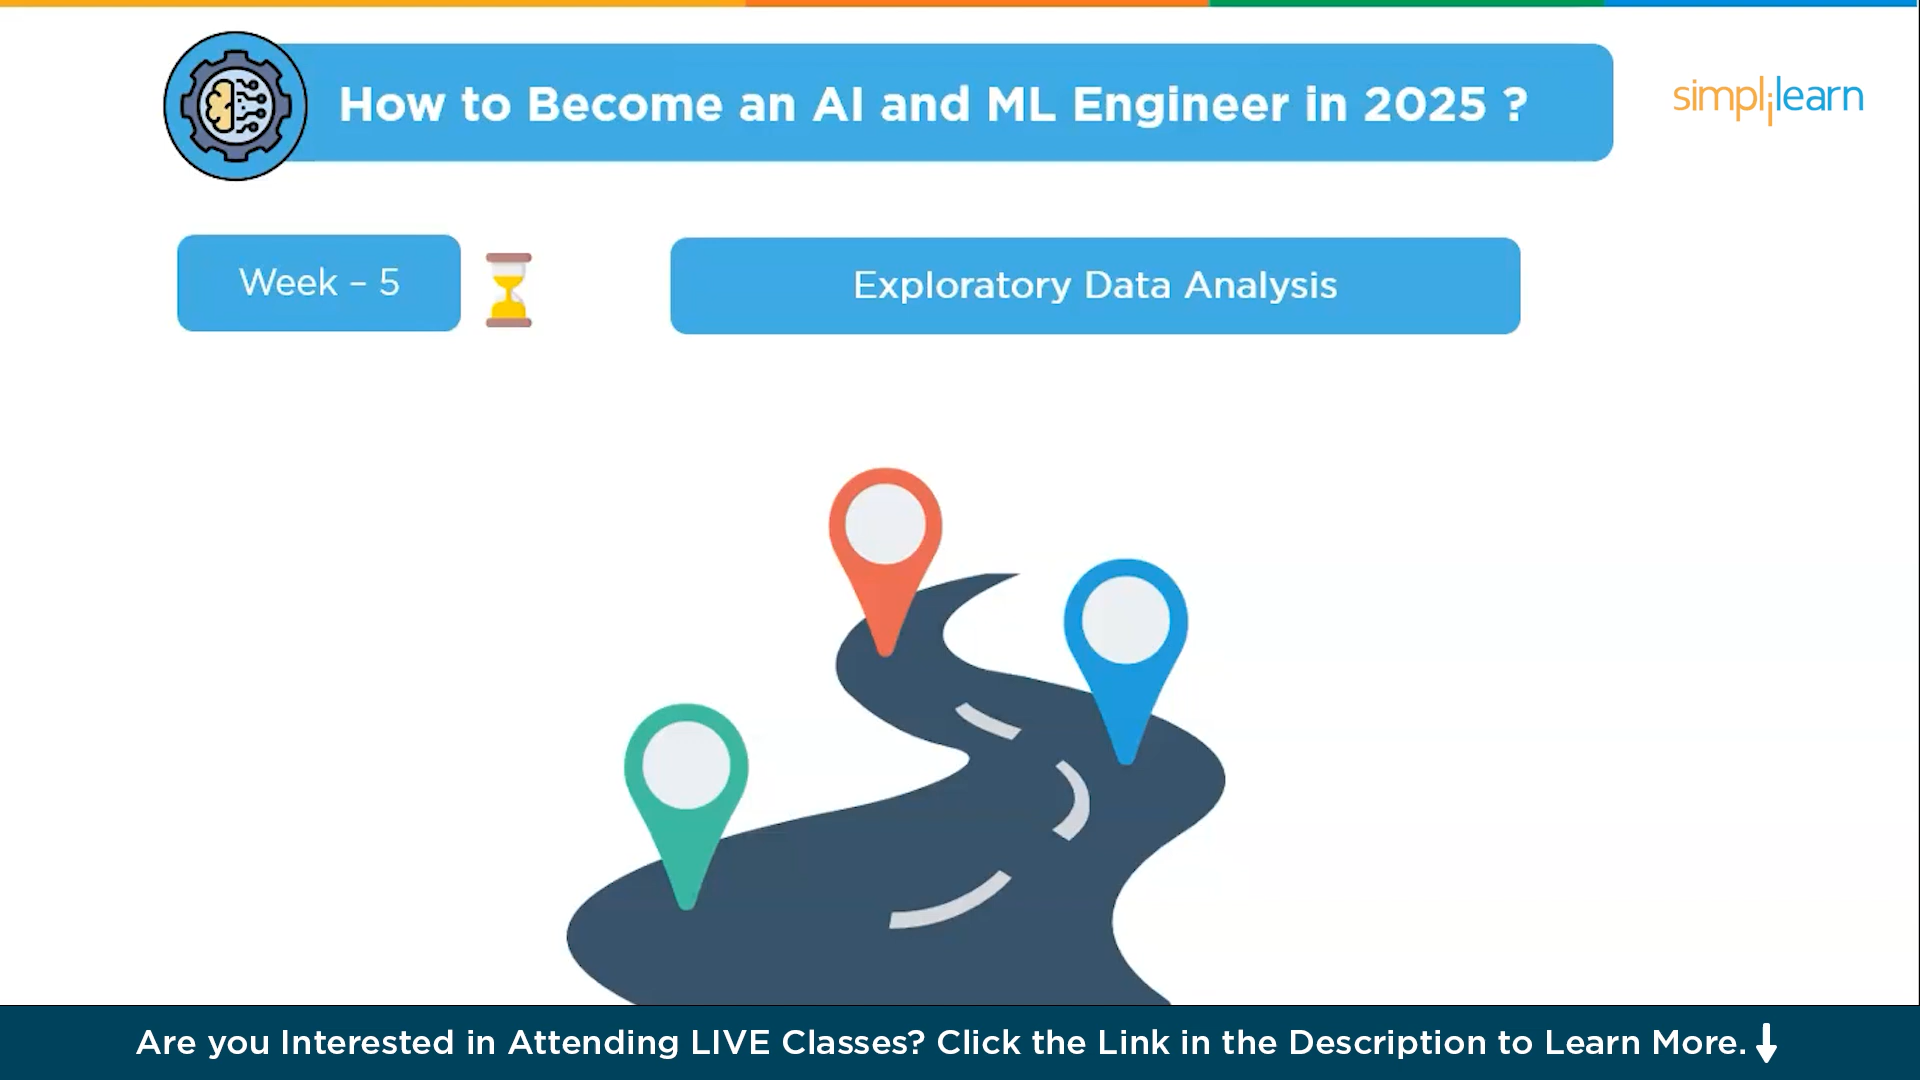 How to Become an AI and ML Engineer in 2025 ?
simplilearn
Week – 5
Exploratory Data Analysis
Are you Interested in Attending LIVE Classes? Click the Link in the Description to Learn More.